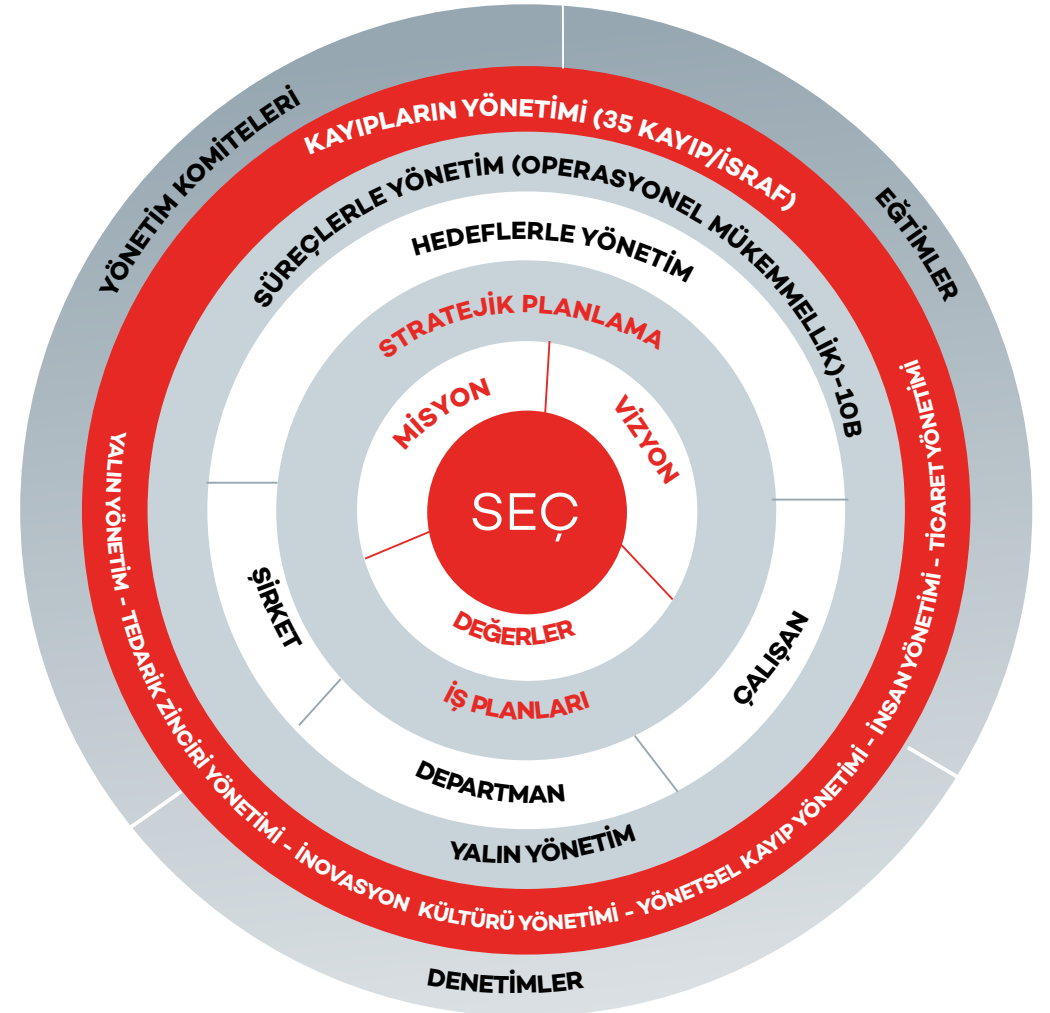 YÖNETİM KOMİTELERİ
EĞTİMLER
DENETİMLER
KAYIPLARIN YÖNETİMİ (35 KAYIP/İSRAF)
YALIN YÖNETİM - TEDARİK ZİNCİRİ YÖNETİMİ - İNOVASYON KÜLTÜRÜ YÖNETİMİ - YÖNETSEL KAYIP YÖNETİMİ - İNSAN YÖNETİMİ - TİCARET YÖNETİMİ
SÜREÇLERLE YÖNETİM (OPERASYONEL MÜKEMMELLİK)-10B
YALIN YÖNETİM
HEDEFLERLE YÖNETİM
ŞİRKET
DEPARTMAN
ÇALIŞAN
STRATEJİK PLANLAMA
İŞ PLANLARI
MİSYON
VİZYON
DEĞERLER
SEÇ